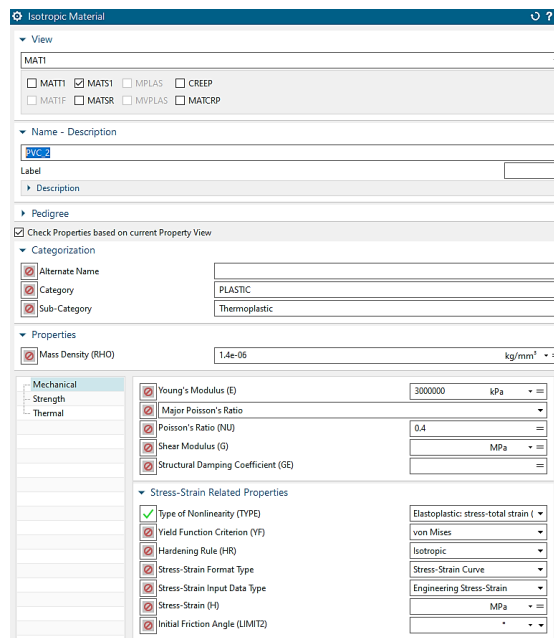 Isotropic Material
View
MAT1
MATT1 MATS1 MPLAS CREEP
MAT1F MATSR MVPLAS MATCRP
Name - Description
PVC_2
Label
Description
Pedigree
Check Properties based on current Property View
Categorization
Alternate Name
Category PLASTIC
Sub-Category Thermoplastic
Properties
Mass Density (RHO) 1.4e-06 kg/mm³
Mechanical
Strength
Thermal
Young's Modulus (E) 3000000 kPa
Major Poisson's Ratio
Poisson's Ratio (NU) 0.4
Shear Modulus (G) MPa
Structural Damping Coefficient (GE)
Stress-Strain Related Properties
Type of Nonlinearity (TYPE) Elastoplastic: stress-total strain (
Yield Function Criterion (YF) von Mises
Hardening Rule (HR) Isotropic
Stress-Strain Format Type Stress-Strain Curve
Stress-Strain Input Data Type Engineering Stress-Strain
Stress-Strain (H) MPa
Initial Friction Angle (LIMIT2) °